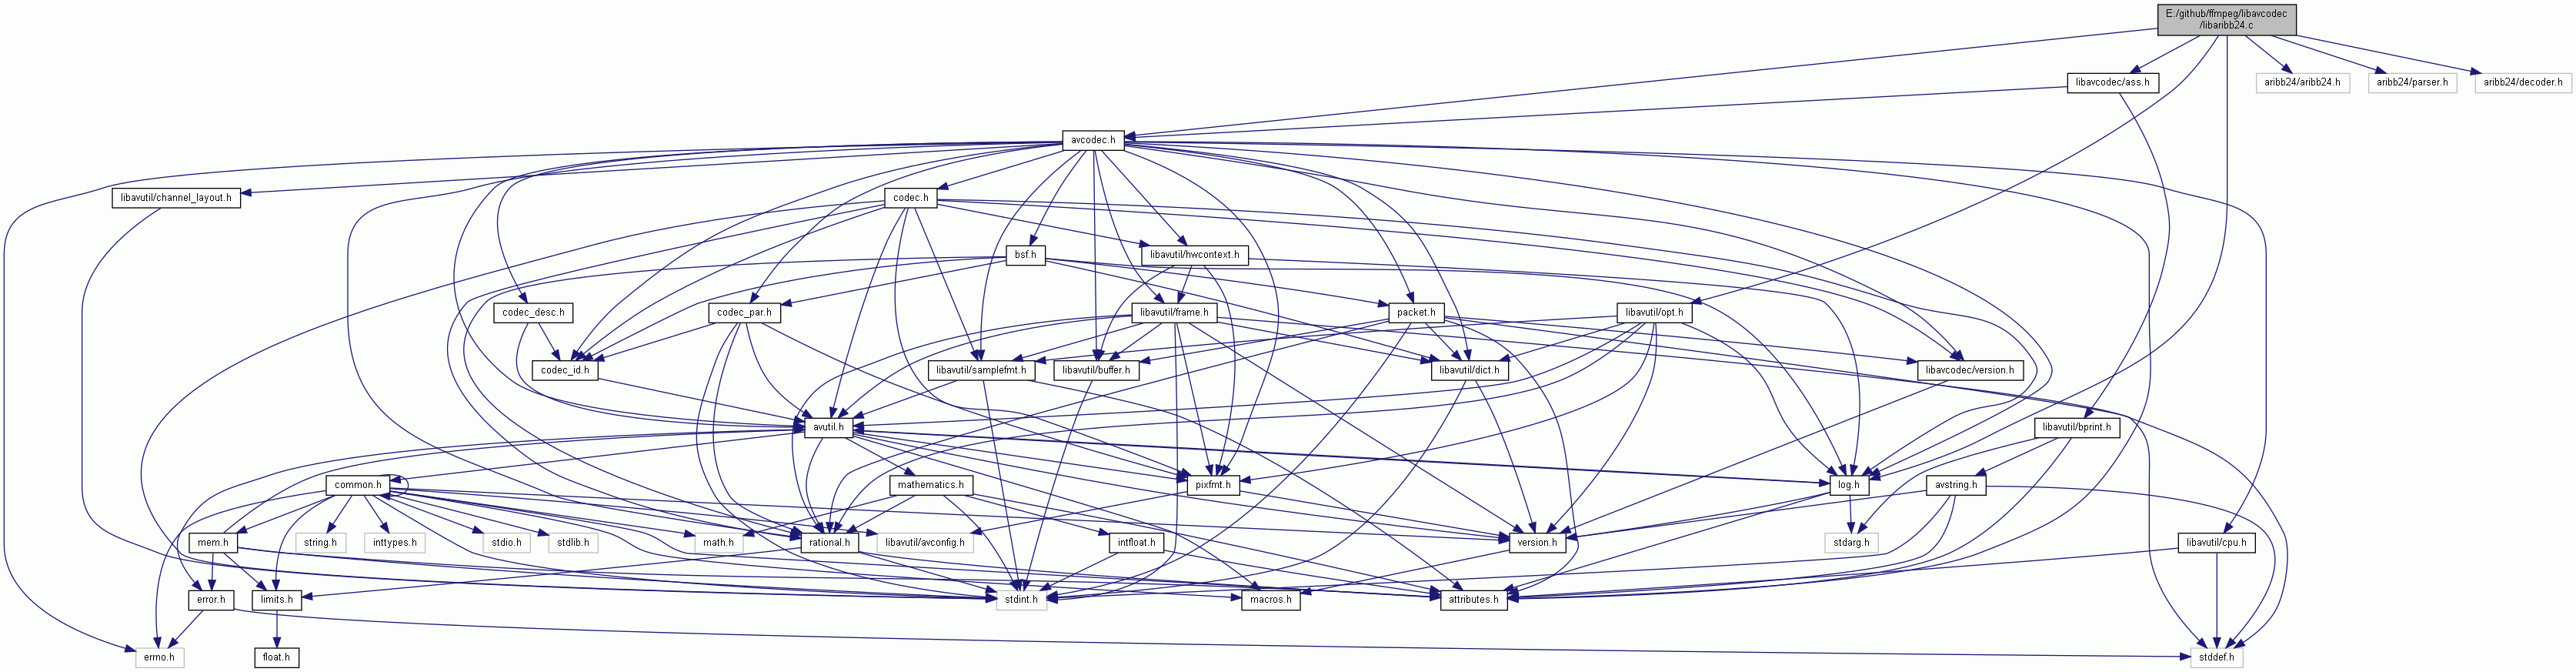 E:/github/ffmpeg/libavcodec
/libaribb24.c
libavcodec/ass.h
aribb24/aribb24.h
aribb24/parser.h
aribb24/decoder.h
avcodec.h
libavutil/channel_layout.h
codec.h
bsf.h
libavutil/hwcontext.h
codec_desc.h
codec_par.h
libavutil/frame.h
packet.h
libavutil/opt.h
codec_id.h
libavutil/samplefmt.h
libavutil/buffer.h
libavutil/dict.h
libavcodec/version.h
avutil.h
libavutil/bprint.h
common.h
mathematics.h
pixfmt.h
log.h
avstring.h
mem.h
string.h
inttypes.h
stdio.h
stdlib.h
math.h
rational.h
libavutil/avconfig.h
intfloat.h
version.h
stdarg.h
libavutil/cpu.h
error.h
limits.h
stdint.h
macros.h
attributes.h
errno.h
float.h
stddef.h